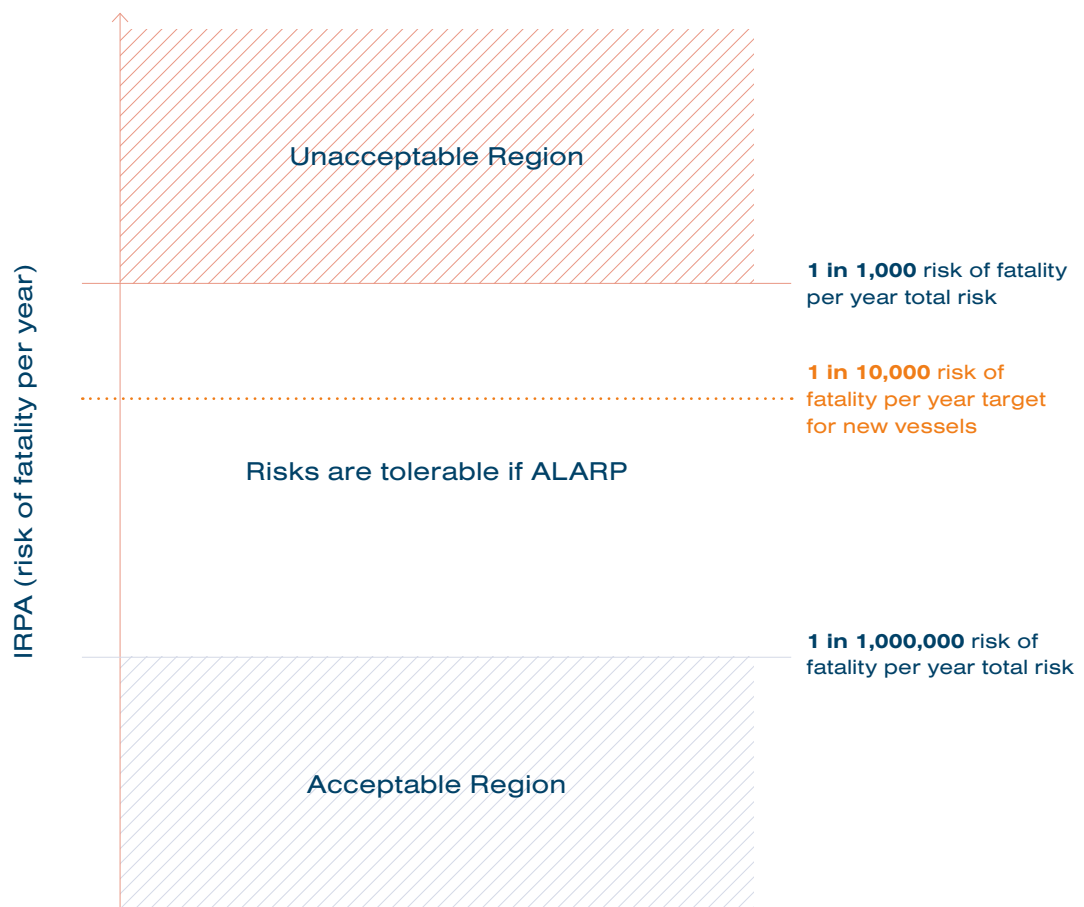 IRPA (risk of fatality per year)
Unacceptable Region
1 in 1,000 risk of fatality
per year total risk
1 in 10,000 risk of
fatality per year target
for new vessels
Risks are tolerable if ALARP
1 in 1,000,000 risk of
fatality per year total risk
Acceptable Region